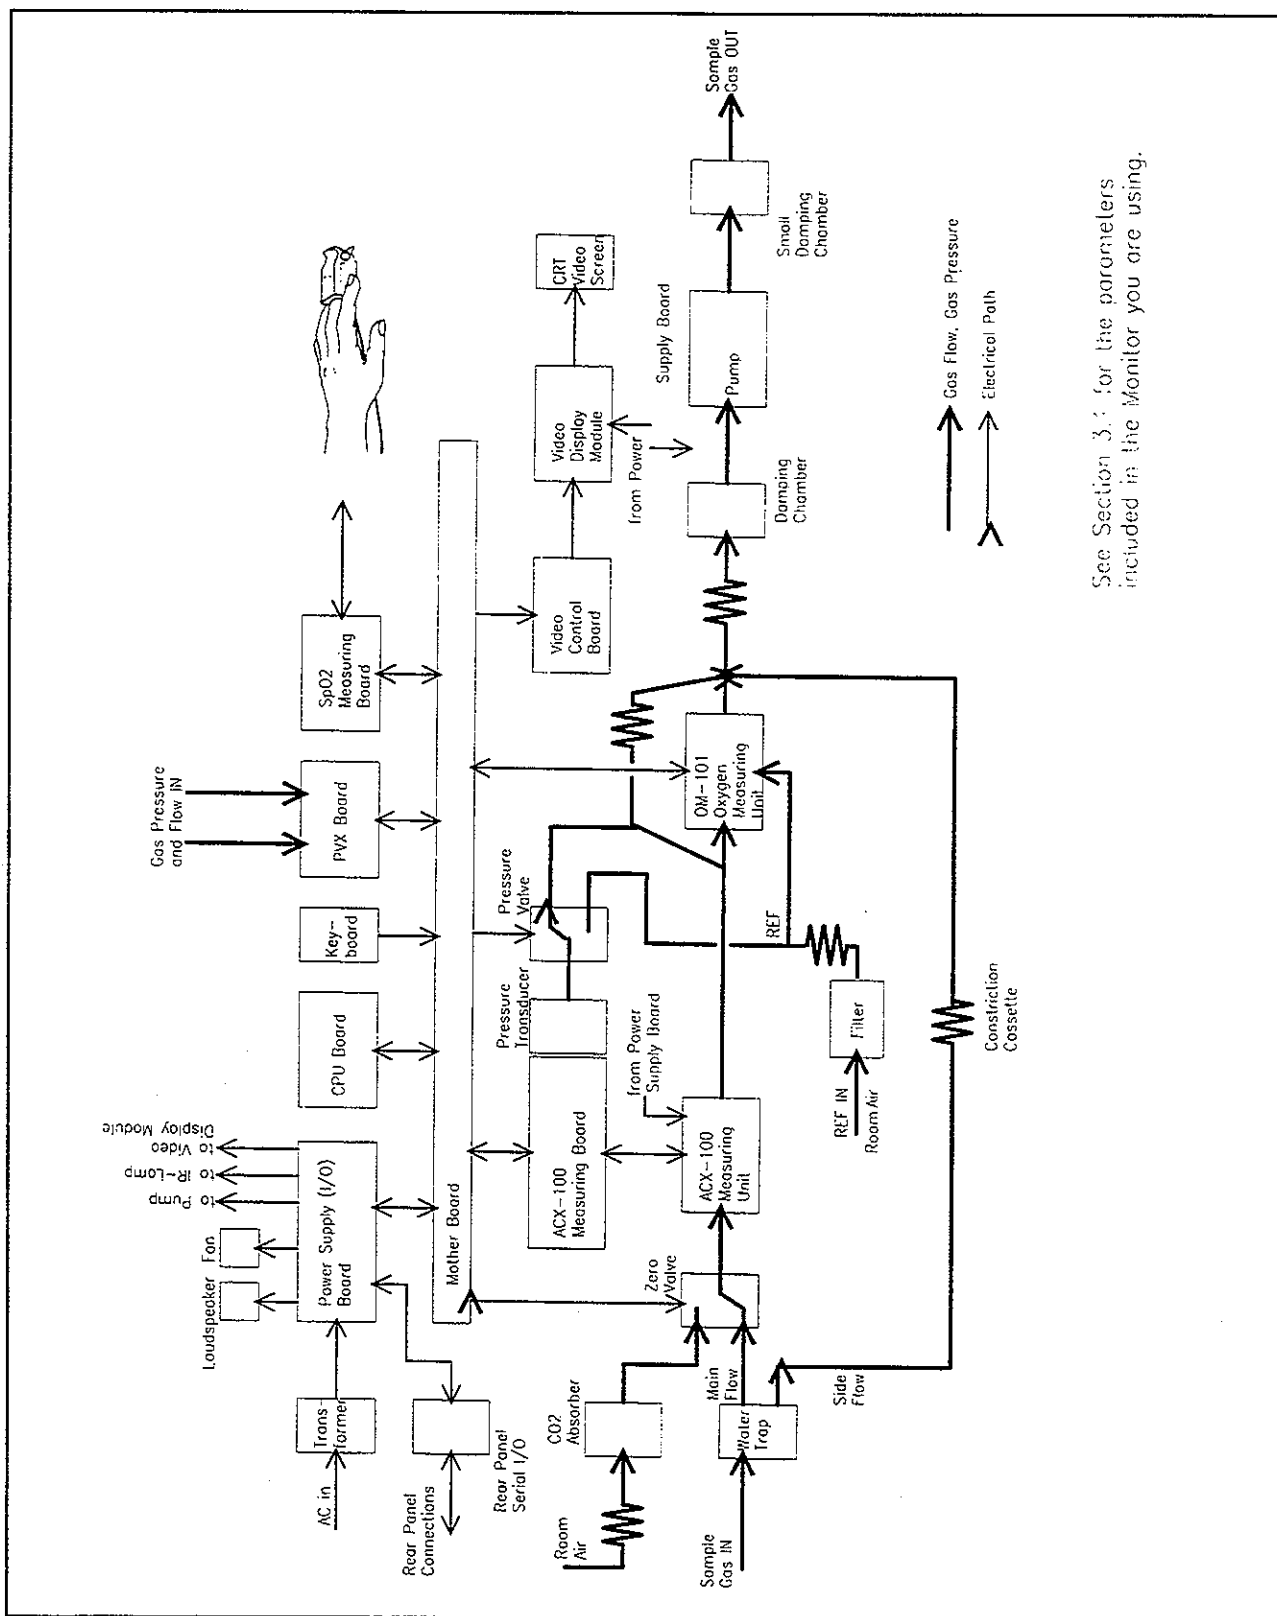 AC in
Trans-
former
Loudspeaker
Fan
to Pump
to IR-Lamp
to Video
Display Module
Power Supply (I/O)
Board
CPU Board
Key-
board
Gas Pressure
and Flow IN
PVX Board
SpO2
Measuring
Board
Rear Panel
Connections
Rear Panel
Serial I/O
Mother Board
Room
Air
CO2
Absorber
ACX-100
Measuring Board
Pressure
Transducer
Pressure
Valve
Video
Control
Board
Video
Display
Module
CRT
Video
Screen
from Power
Supply Board
Sample
Gas IN
Water
Trap
Main
Flow
Side
Flow
Zero
Valve
ACX-100
Measuring
Unit
from Power
Supply Board
REF
OM-101
Oxygen
Measuring
Unit
Damping
Chamber
Pump
Small
Damping
Chamber
Sample
Gas OUT
REF IN
Room Air
Filter
Constriction
Cassette
Gas Flow, Gas Pressure
Electrical Path
See Section 3.1 for the parameters
included in the Monitor you are using.